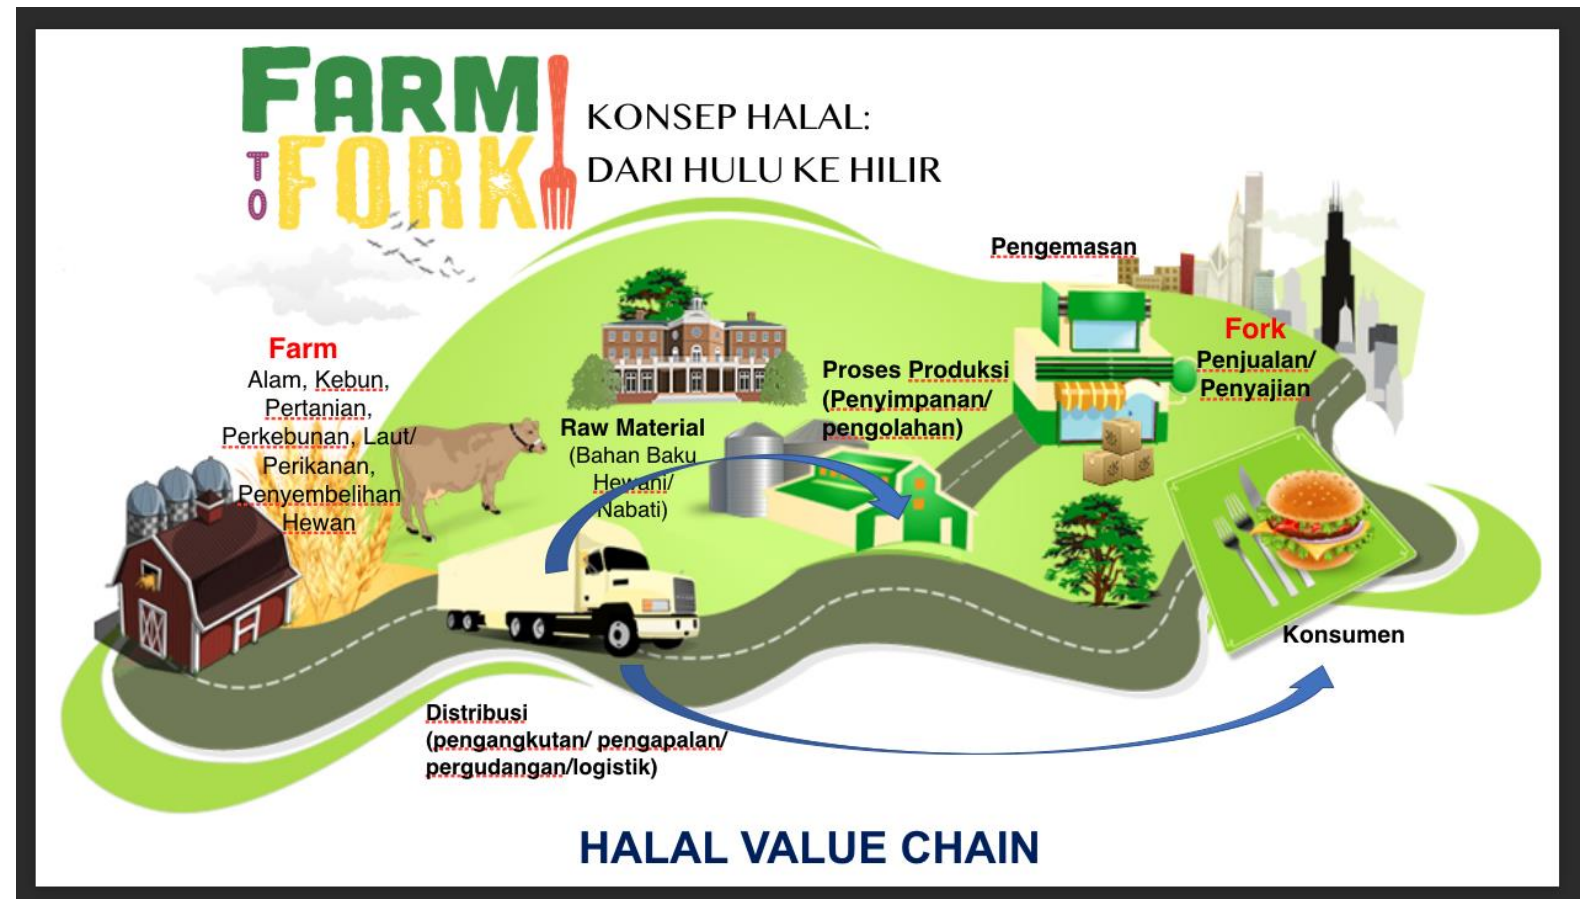 FARM
TO
FORK
KONSEP HALAL:
DARI HULU KE HILIR
Farm
Alam, Kebun,
Pertanian,
Perkebunan, Laut/
Perikanan,
Penyembelihan
Hewan
Raw Material
(Bahan Baku
Hewani/
Nabati)
Proses Produksi
(Penyimpanan/
pengolahan)
Pengemasan
Fork
Penjualan/
Penyajian
Konsumen
Distribusi
(pengangkutan/ pengapalan/
pergudangan/logistik)
HALAL VALUE CHAIN